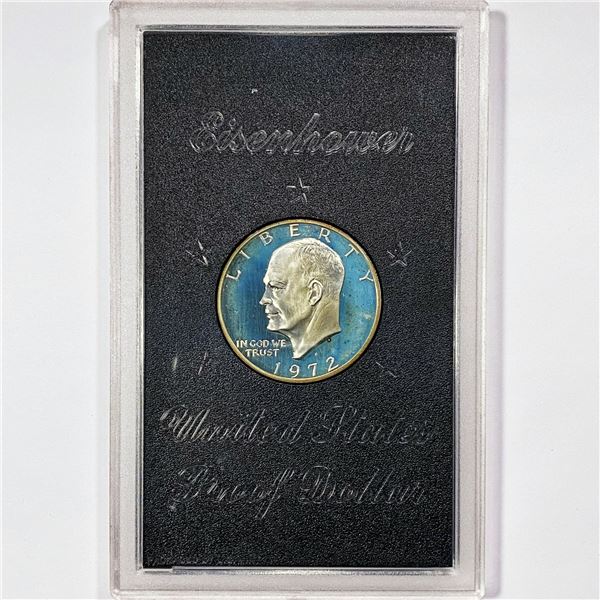 Eisenhower
LIBERTY
IN GOD WE
TRUST
1972
United States
Proof Dollar